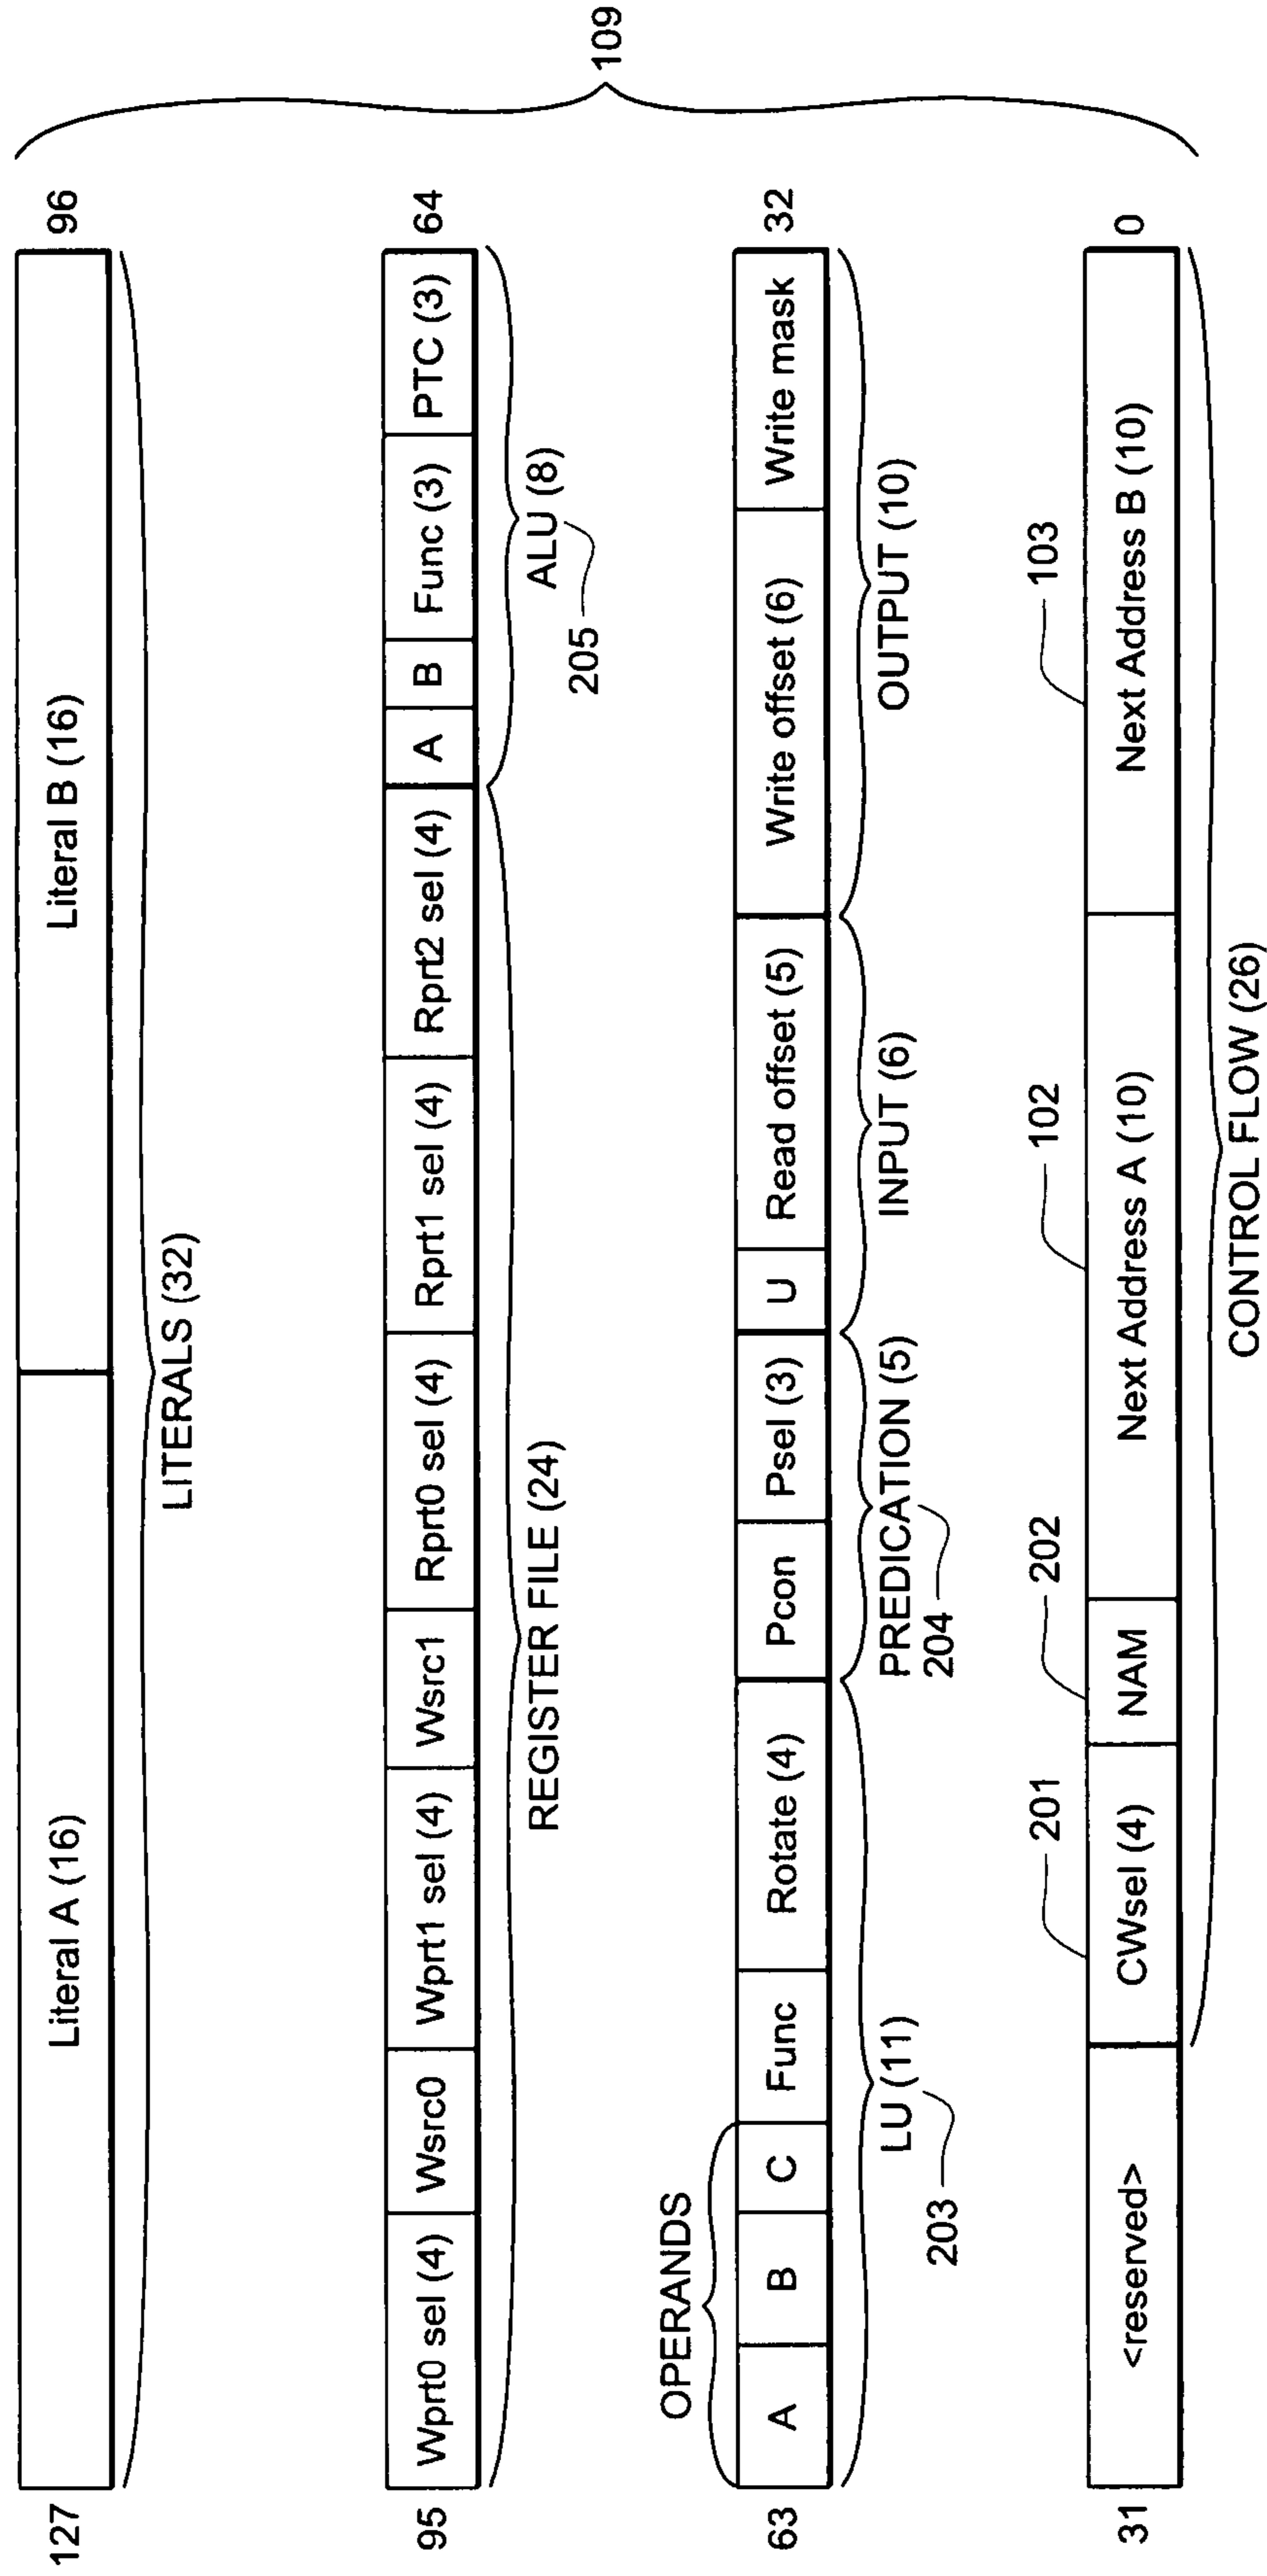 127 96
Literal A (16) Literal B (16)
LITERALS (32)
109
95 64
Wprt0 sel (4) Wsrc0 Wprt1 sel (4) Wsrc1 Rprt0 sel (4) Rprt1 sel (4) Rprt2 sel (4) A B Func (3) PTC (3)
REGISTER FILE (24) ALU (8)
205
OPERANDS
63 32
A B C Func Rotate (4) Pcon Psel (3) U Read offset (5) Write offset (6) Write mask
LU (11) PREDICATION (5) INPUT (6) OUTPUT (10)
203 204
201 202 102 103
31 0
<reserved> CWsel (4) NAM Next Address A (10) Next Address B (10)
CONTROL FLOW (26)